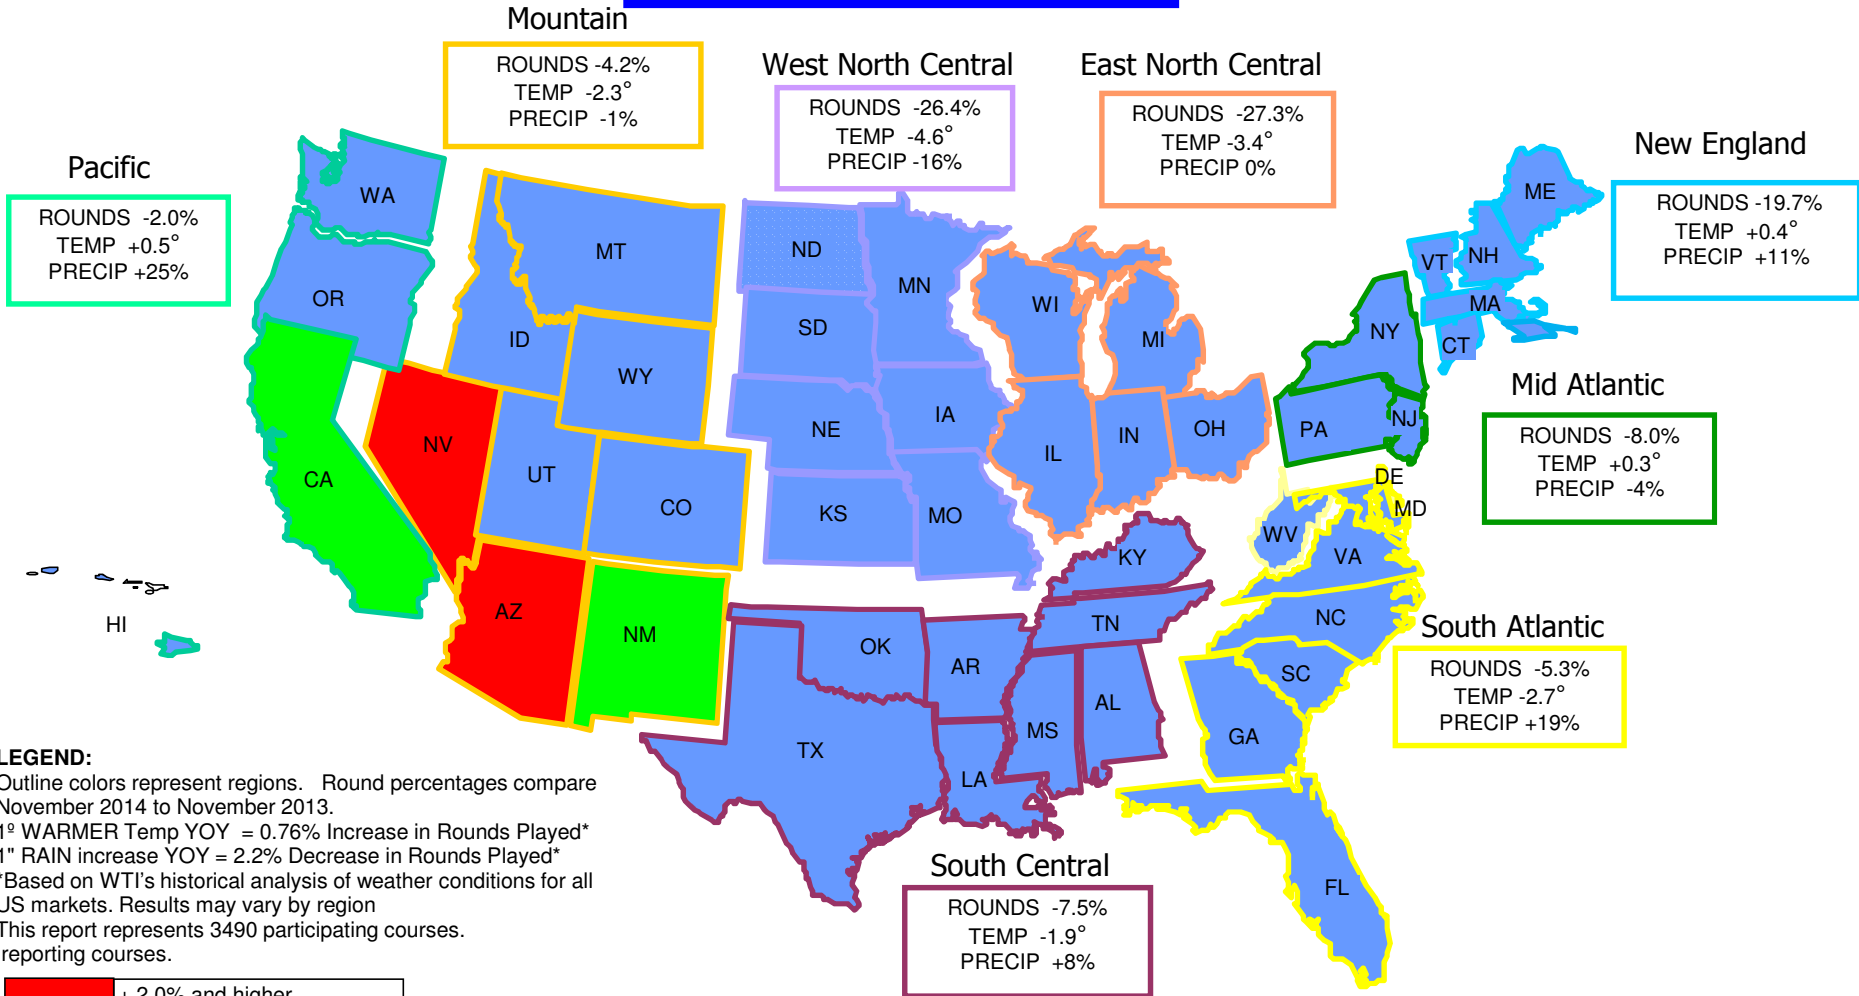 Mountain
ROUNDS -4.2%
TEMP -2.3°
PRECIP -1%
West North Central
ROUNDS -26.4%
TEMP -4.6°
PRECIP -16%
East North Central
ROUNDS -27.3%
TEMP -3.4°
PRECIP 0%
New England
ROUNDS -19.7%
TEMP +0.4°
PRECIP +11%
Pacific
ROUNDS -2.0%
TEMP +0.5°
PRECIP +25%
Mid Atlantic
ROUNDS -8.0%
TEMP +0.3°
PRECIP -4%
South Atlantic
ROUNDS -5.3%
TEMP -2.7°
PRECIP +19%
South Central
ROUNDS -7.5%
TEMP -1.9°
PRECIP +8%
WA
OR
CA
HI
MT
ID
WY
NV
UT
CO
AZ
NM
ND
MN
SD
NE
IA
KS
MO
WI
MI
IL
IN
OH
ME
VT
NH
MA
CT
NY
PA
NJ
DE
MD
WV
VA
NC
SC
GA
FL
KY
TN
OK
AR
MS
AL
TX
LA
LEGEND:
Outline colors represent regions. Round percentages compare
November 2014 to November 2013.
1º WARMER Temp YOY = 0.76% Increase in Rounds Played*
1" RAIN increase YOY = 2.2% Decrease in Rounds Played*
*Based on WTI's historical analysis of weather conditions for all
US markets. Results may vary by region
This report represents 3490 participating courses.
reporting courses.
+ 2.0% and higher